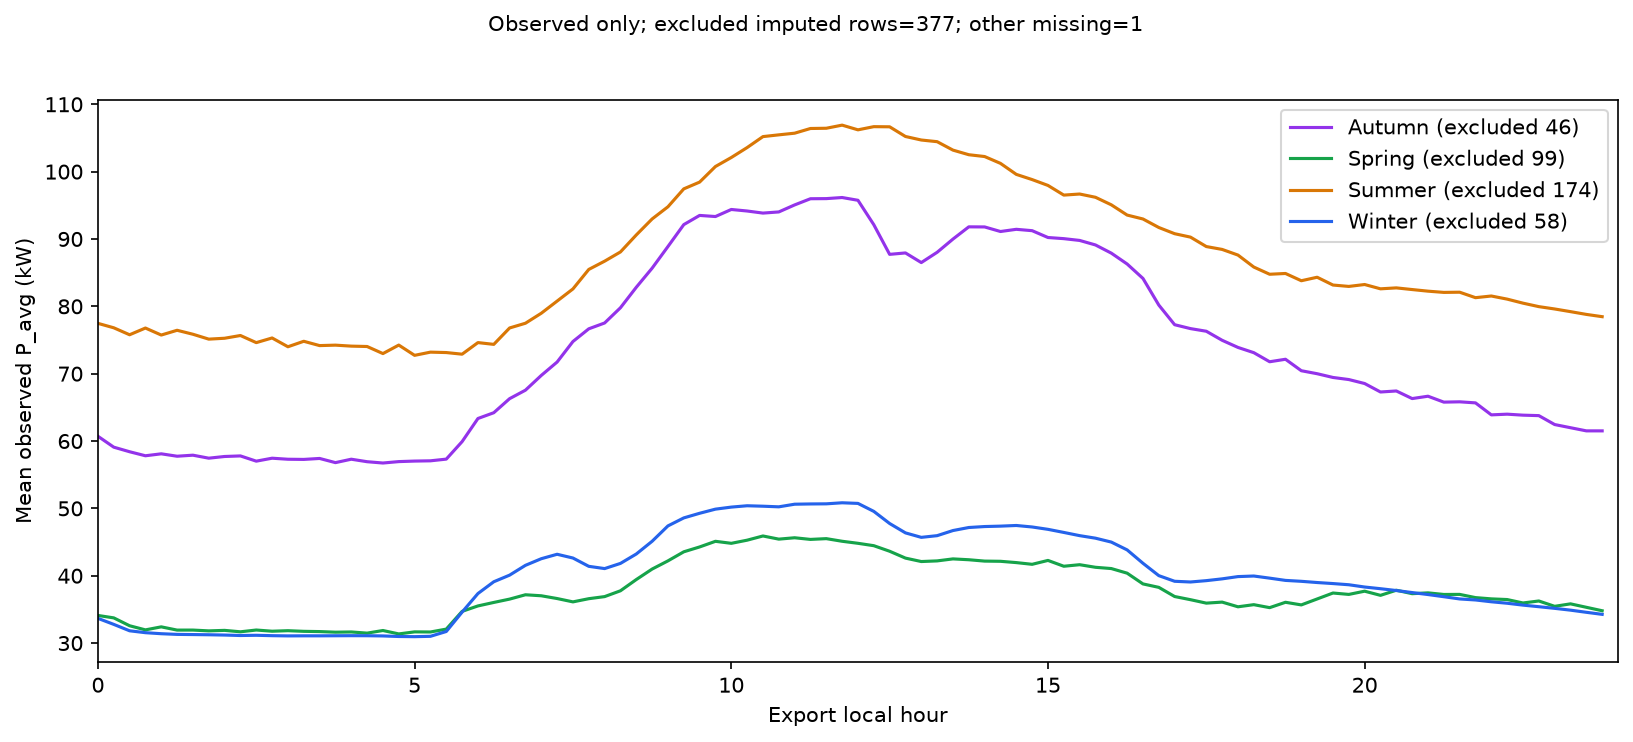 Observed only; excluded imputed rows=377; other missing=1
110
100
90
80
70
60
50
40
30
Mean observed P_avg (kW)
Autumn (excluded 46)
Spring (excluded 99)
Summer (excluded 174)
Winter (excluded 58)
0
5
10
15
20
Export local hour